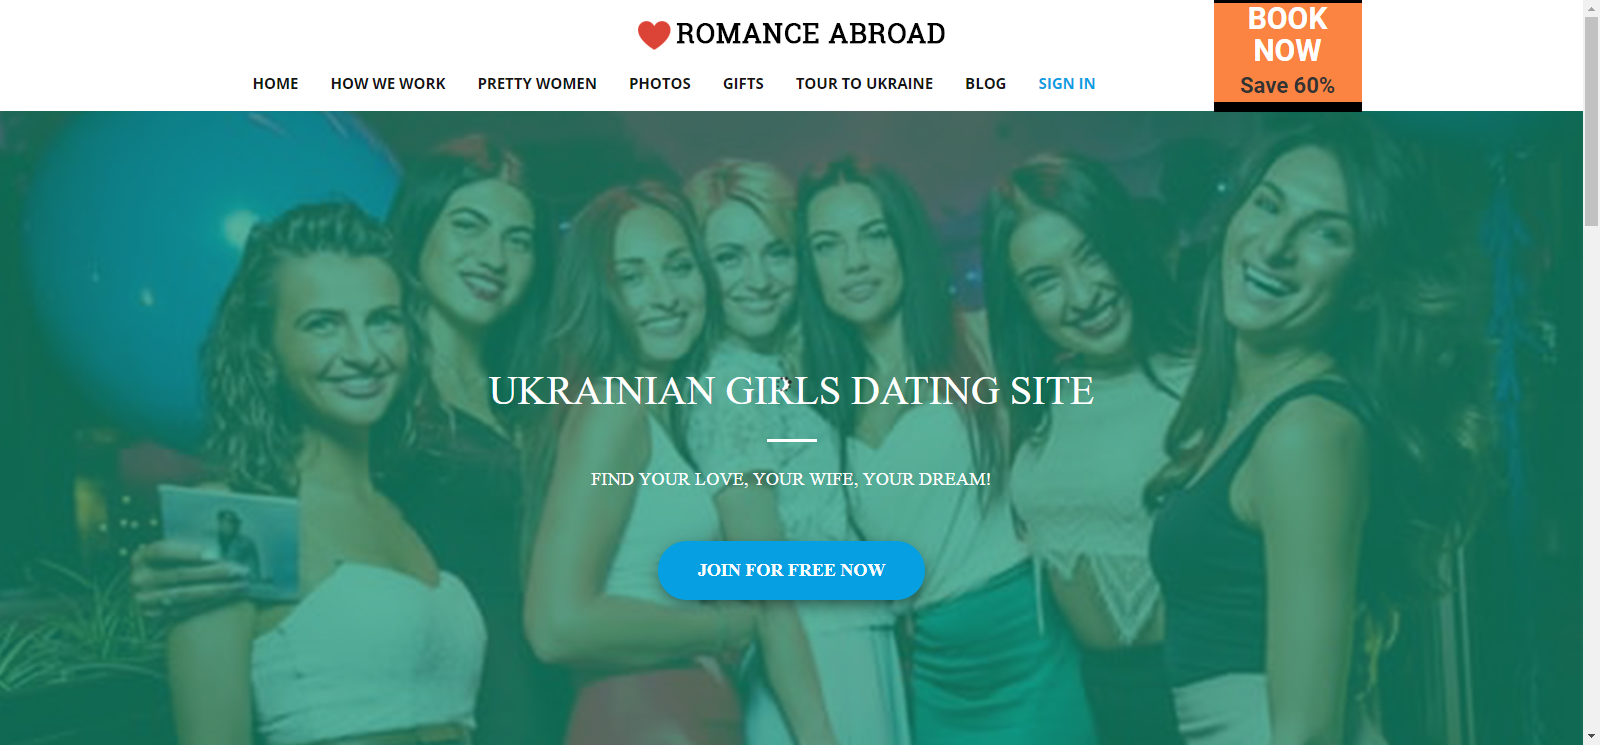 ROMANCE ABROAD
BOOK
NOW
Save 60%
HOME HOW WE WORK PRETTY WOMEN PHOTOS GIFTS TOUR TO UKRAINE BLOG SIGN IN
UKRAINIAN GIRLS DATING SITE
FIND YOUR LOVE, YOUR WIFE, YOUR DREAM!
JOIN FOR FREE NOW